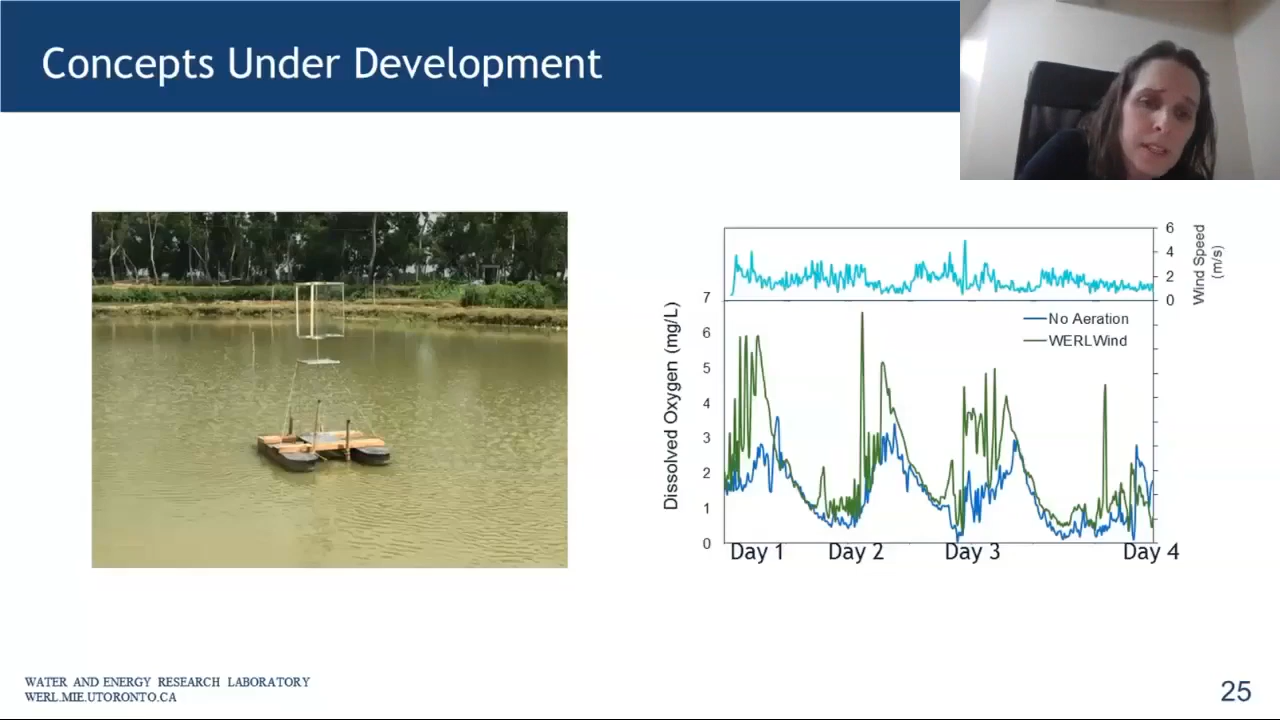 Concepts Under Development
6
4
2
0
Wind Speed
(m/s)
7
6
5
4
3
2
1
0
Dissolved Oxygen (mg/L)
No Aeration
WERLWind
Day 1
Day 2
Day 3
Day 4
WATER AND ENERGY RESEARCH LABORATORY
WERL.MIE.UTORONTO.CA
25